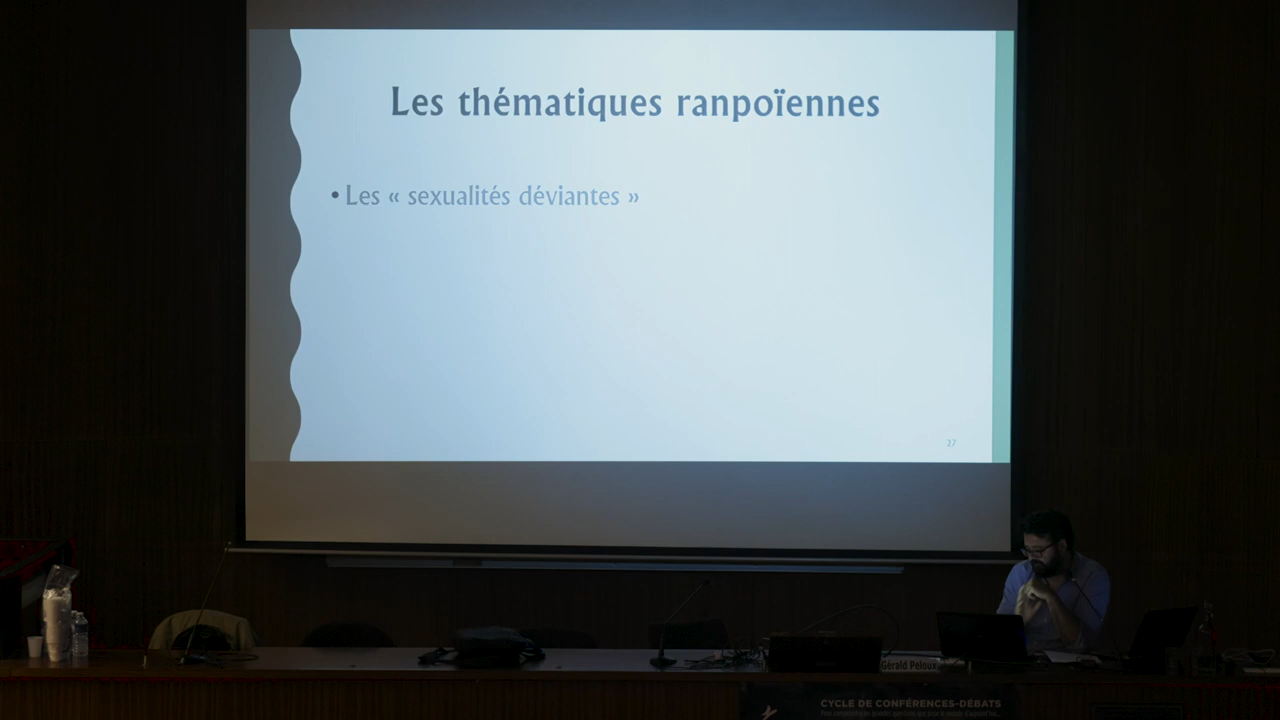 Les thématiques ranpoïennes
• Les « sexualités déviantes »
27
Gérald Peloux
CYCLE DE CONFÉRENCES-DÉBATS